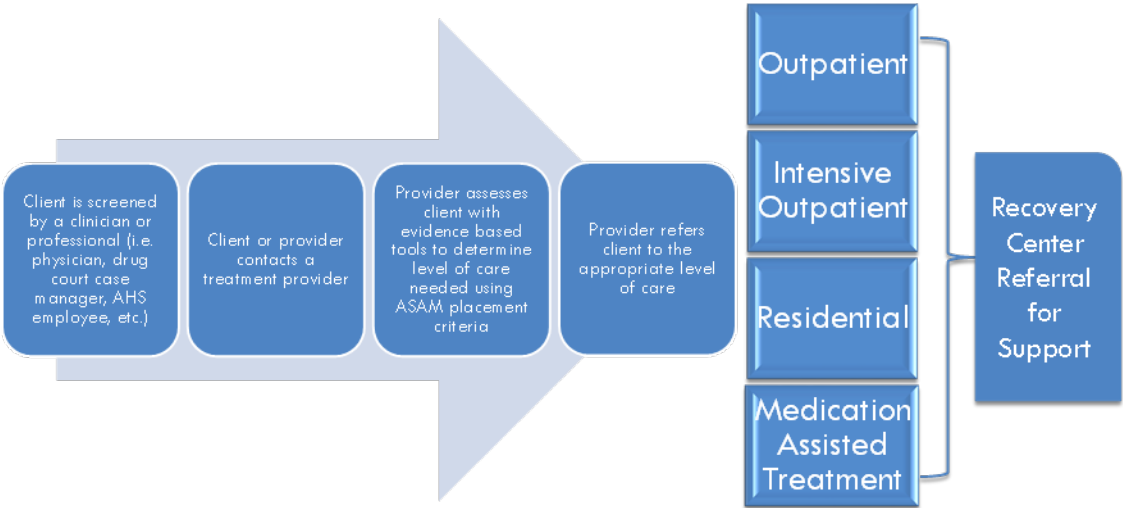 Client is screened
by a clinician or
professional (i.e.
physician, drug
court case
manager, AHS
employee, etc.)
Client or provider
contacts a
treatment provider
Provider assesses
client with
evidence based
tools to determine
level of care
needed using
ASAM placement
criteria
Provider refers
client to the
appropriate level
of care
Outpatient
Intensive
Outpatient
Residential
Medication
Assisted
Treatment
Recovery
Center
Referral
for
Support